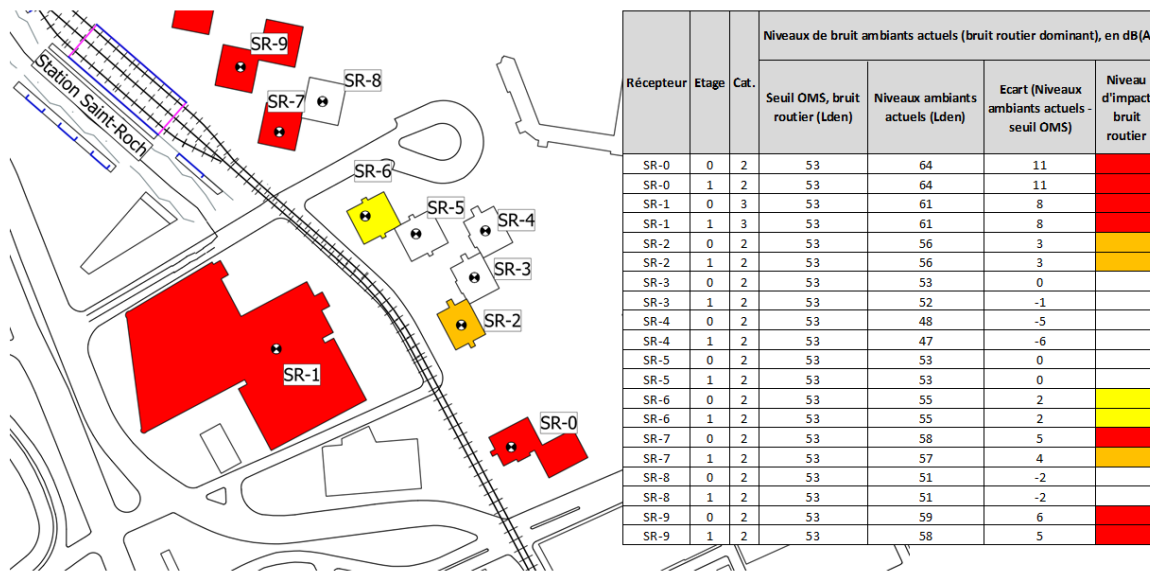 SR-9
SR-8
SR-7
Station Saint-Roch
SR-6
SR-5
SR-4
SR-3
SR-2
SR-1
SR-0
Niveaux de bruit ambiants actuels (bruit routier dominant), en dB(A
Récepteur Etage Cat. Seuil OMS, bruit routier (Lden) Niveaux ambiants actuels (Lden) Ecart (Niveaux ambiants actuels - seuil OMS) Niveau d'impact bruit routier
SR-0 0 2 53 64 11
SR-0 1 2 53 64 11
SR-1 0 3 53 61 8
SR-1 1 3 53 61 8
SR-2 0 2 53 56 3
SR-2 1 2 53 56 3
SR-3 0 2 53 53 0
SR-3 1 2 53 52 -1
SR-4 0 2 53 48 -5
SR-4 1 2 53 47 -6
SR-5 0 2 53 53 0
SR-5 1 2 53 53 0
SR-6 0 2 53 55 2
SR-6 1 2 53 55 2
SR-7 0 2 53 58 5
SR-7 1 2 53 57 4
SR-8 0 2 53 51 -2
SR-8 1 2 53 51 -2
SR-9 0 2 53 59 6
SR-9 1 2 53 58 5